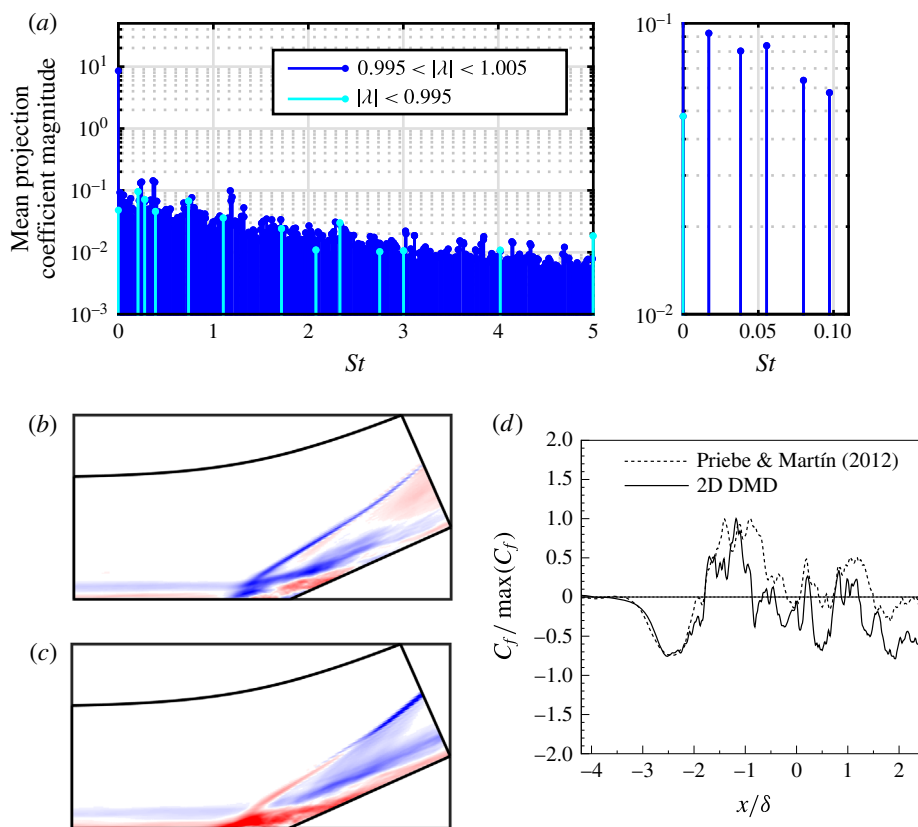 (a)
Mean projection
coefficient magnitude
10^1
10^0
10^−1
10^−2
10^−3
0.995 < |λ| < 1.005
|λ| < 0.995
0 1 2 3 4 5
St
10^−1
10^−2
0 0.05 0.10
St
(b)
(c)
(d)
C_f / max(C_f)
2.0
1.5
1.0
0.5
0
−0.5
−1.0
−1.5
−2.0
Priebe & Martín (2012)
2D DMD
−4 −3 −2 −1 0 1 2
x/δ